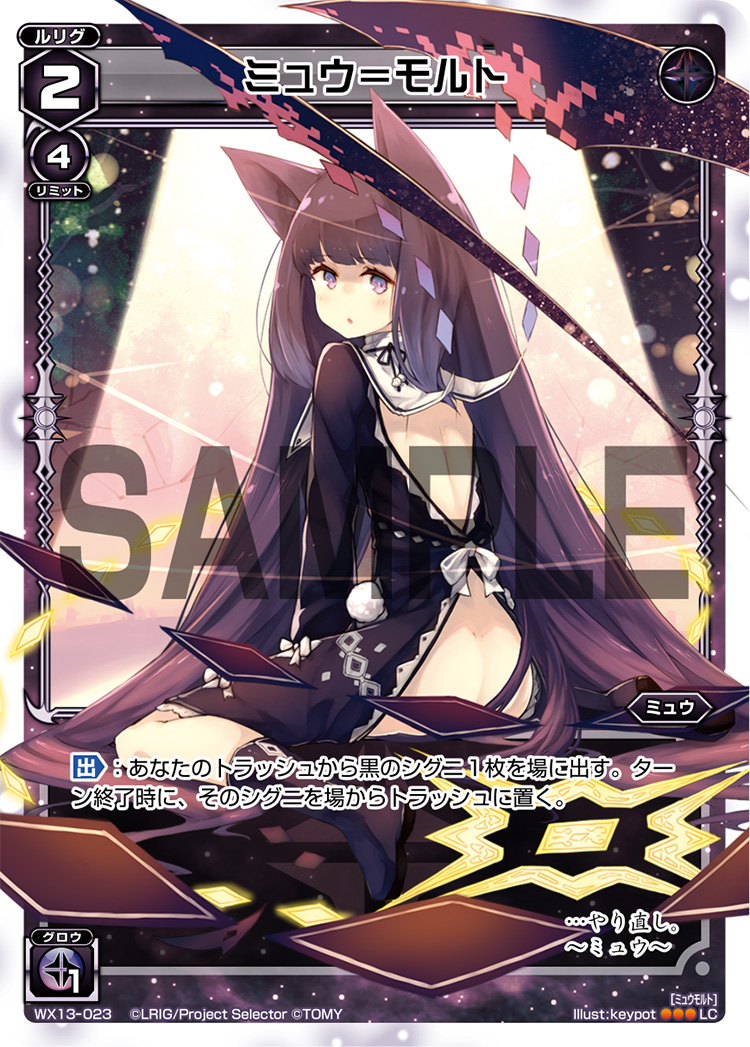 ルリグ
2
ミュウ＝モルト
4
リミット
SAMPLE
ミュウ
出：あなたのトラッシュから黒のシグニ１枚を場に出す。ター
ン終了時に、そのシグニを場からトラッシュに置く。
…やり直し。
～ミュウ～
グロウ
1
[ミュウモルト]
WX13-023 ©LRIG/Project Selector ©TOMY
Illust:keypot LC